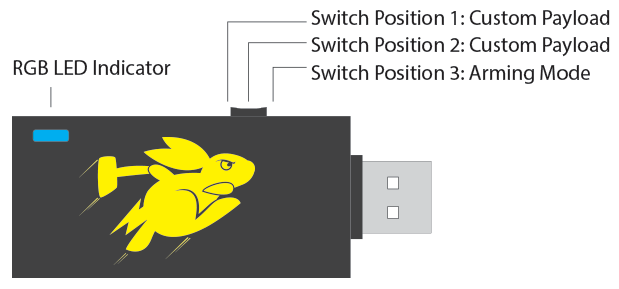 Switch Position 1: Custom Payload
Switch Position 2: Custom Payload
RGB LED Indicator
Switch Position 3: Arming Mode